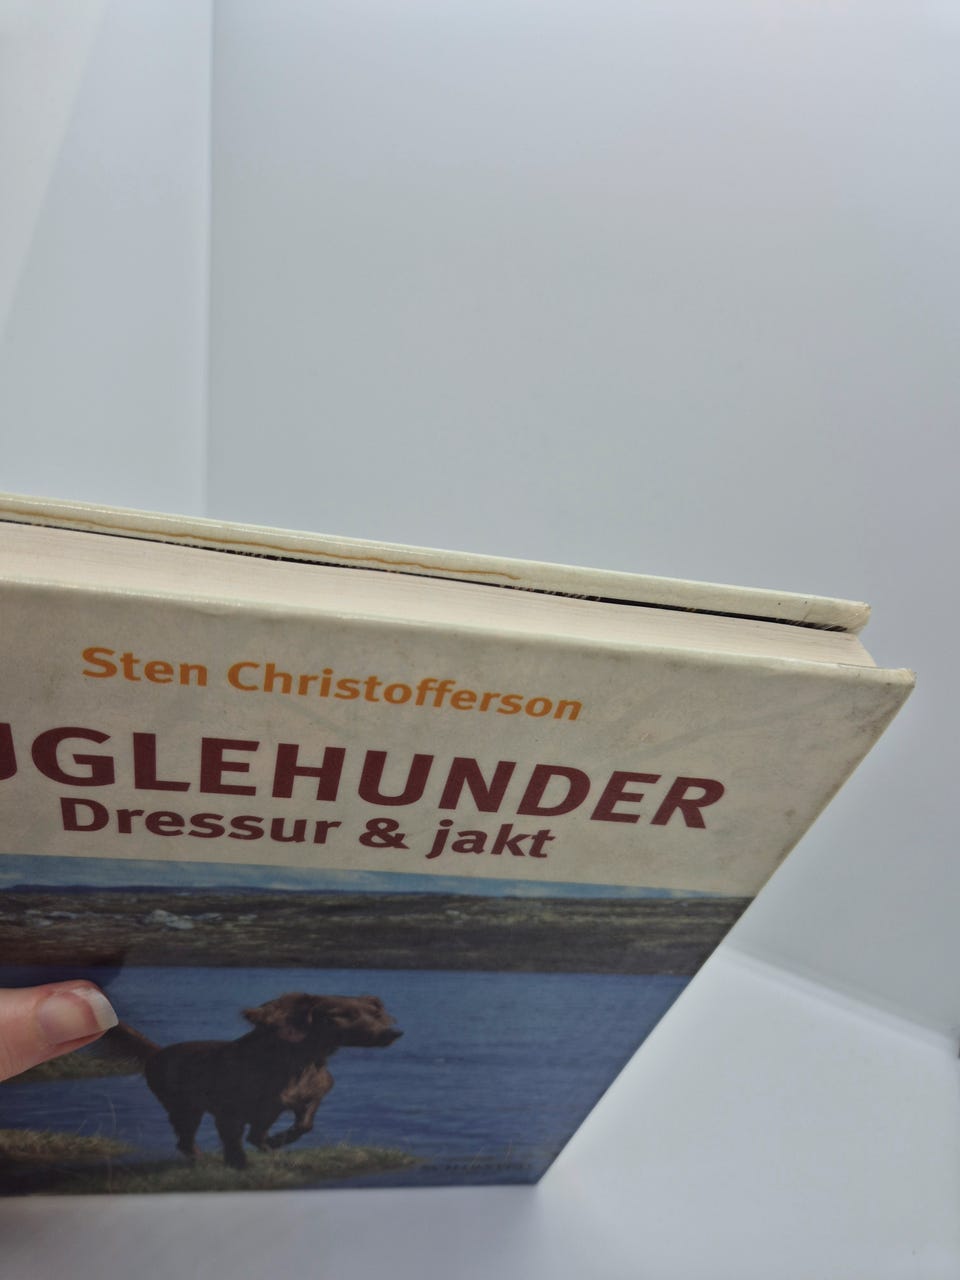 Sten Christofferson
UGLEHUNDER
Dressur & jakt